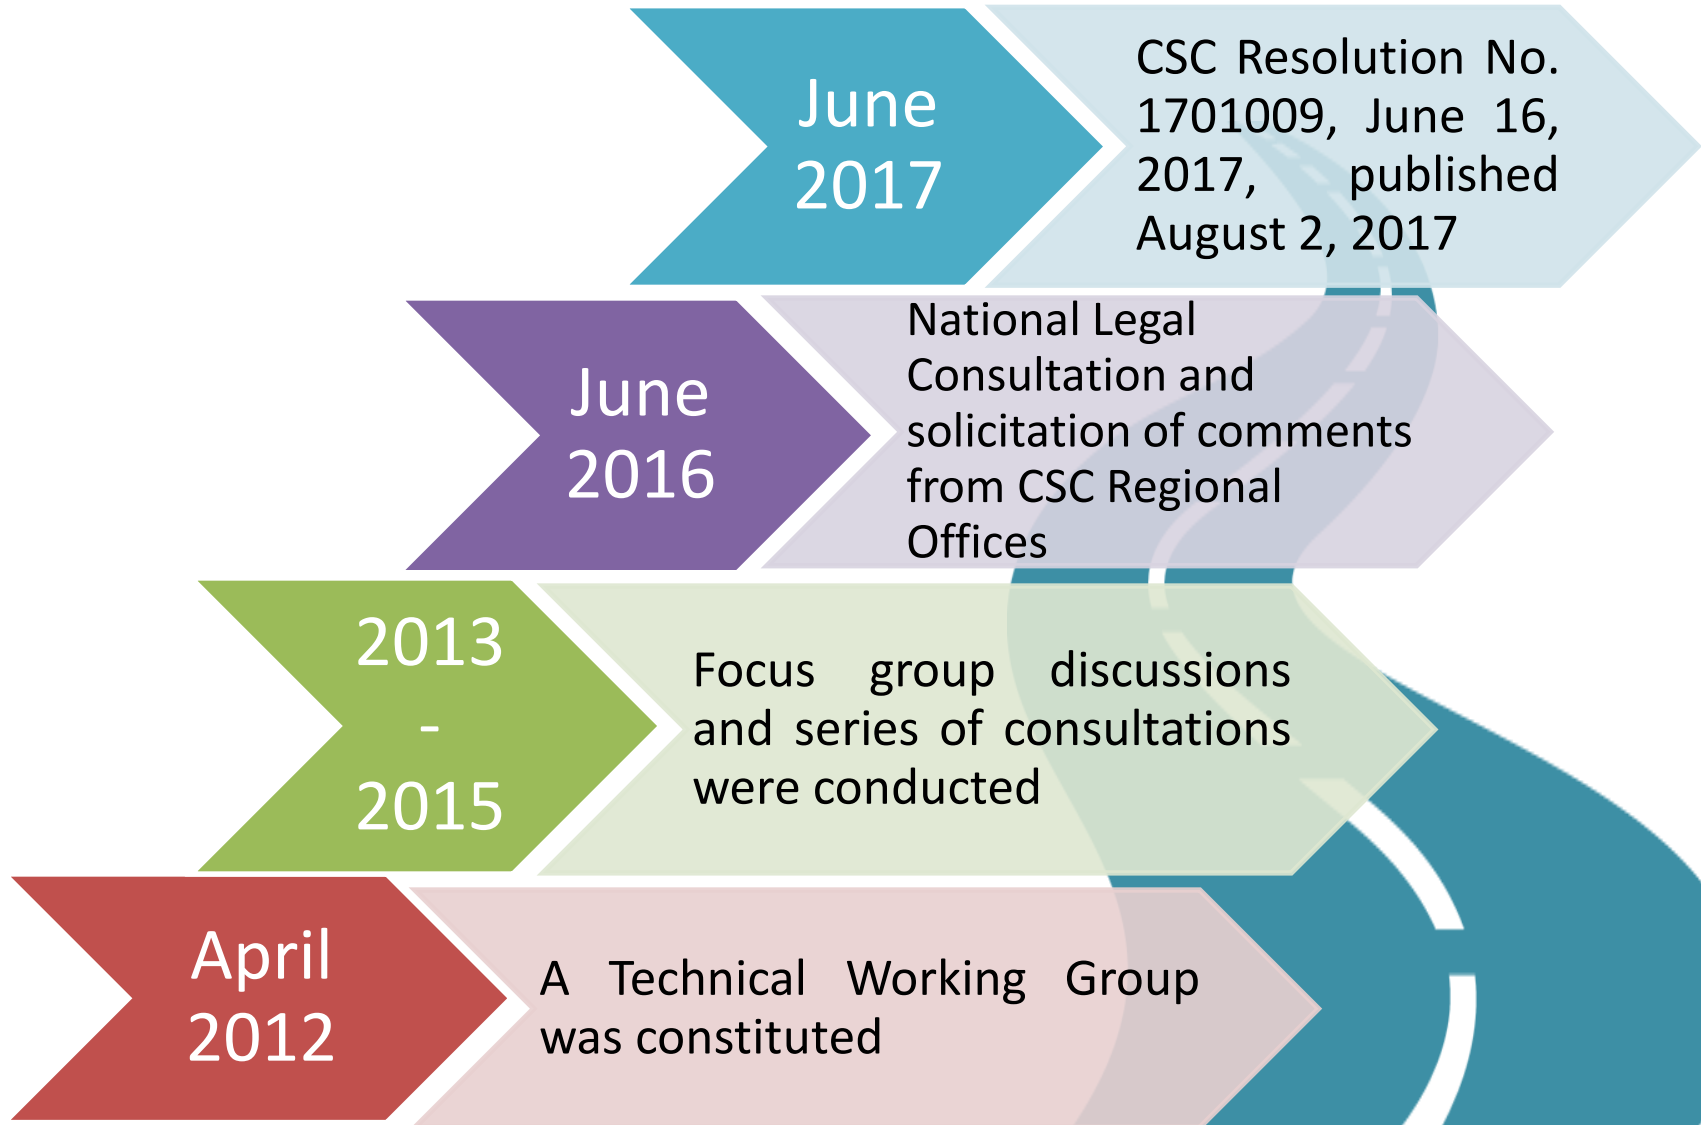 June
2017
CSC Resolution No.
1701009, June 16,
2017, published
August 2, 2017
June
2016
National Legal
Consultation and
solicitation of comments
from CSC Regional
Offices
2013
-
2015
Focus group discussions
and series of consultations
were conducted
April
2012
A Technical Working Group
was constituted